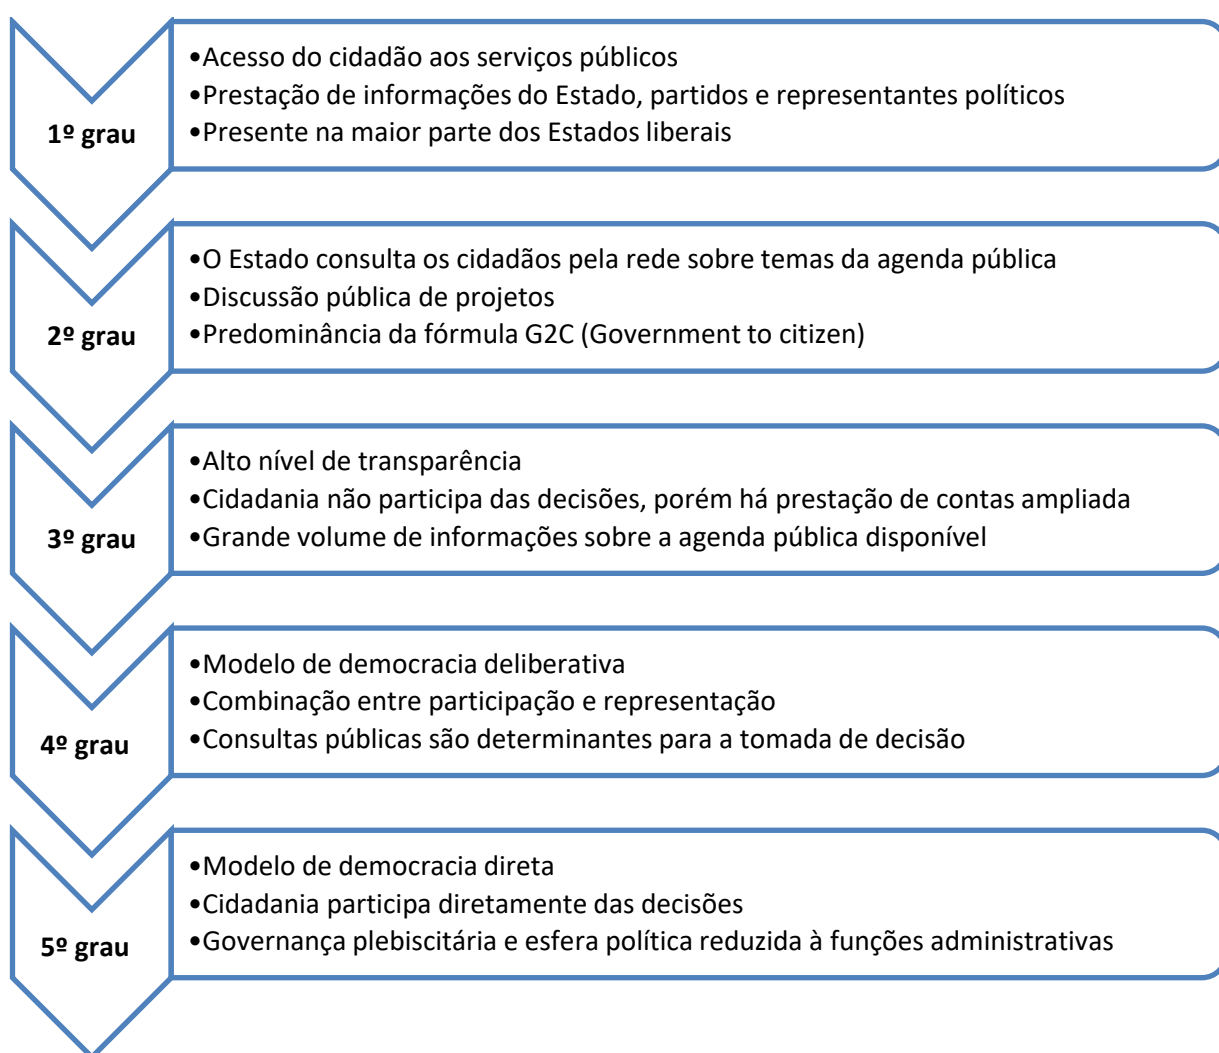 1º grau
•Acesso do cidadão aos serviços públicos
•Prestação de informações do Estado, partidos e representantes políticos
•Presente na maior parte dos Estados liberais
2º grau
•O Estado consulta os cidadãos pela rede sobre temas da agenda pública
•Discussão pública de projetos
•Predominância da fórmula G2C (Government to citizen)
3º grau
•Alto nível de transparência
•Cidadania não participa das decisões, porém há prestação de contas ampliada
•Grande volume de informações sobre a agenda pública disponível
4º grau
•Modelo de democracia deliberativa
•Combinação entre participação e representação
•Consultas públicas são determinantes para a tomada de decisão
5º grau
•Modelo de democracia direta
•Cidadania participa diretamente das decisões
•Governança plebiscitária e esfera política reduzida à funções administrativas